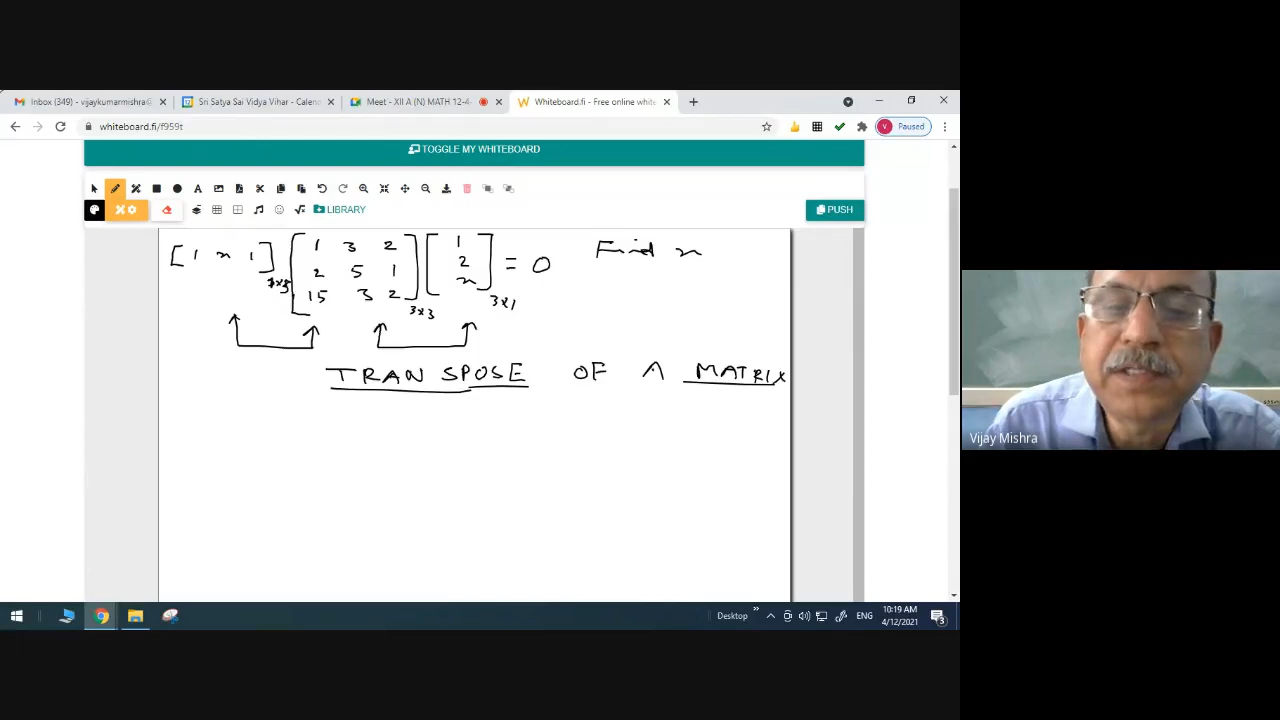 Inbox (349) - vijaykumarmishra@
Sri Satya Sai Vidya Vihar - Calenc
Meet - XII A (N) MATH 12-4-
Whiteboard.fi - Free online white
whiteboard.fi/f959t
V Paused
TOGGLE MY WHITEBOARD
LIBRARY
PUSH
[1 x 1] [1 3 2] [1] = 0 Find x
2 5 1 2
15 3 2 x
3x3 3x1
TRANSPOSE OF A MATRIX
Vijay Mishra
Desktop » ENG 10:19 AM
4/12/2021 3